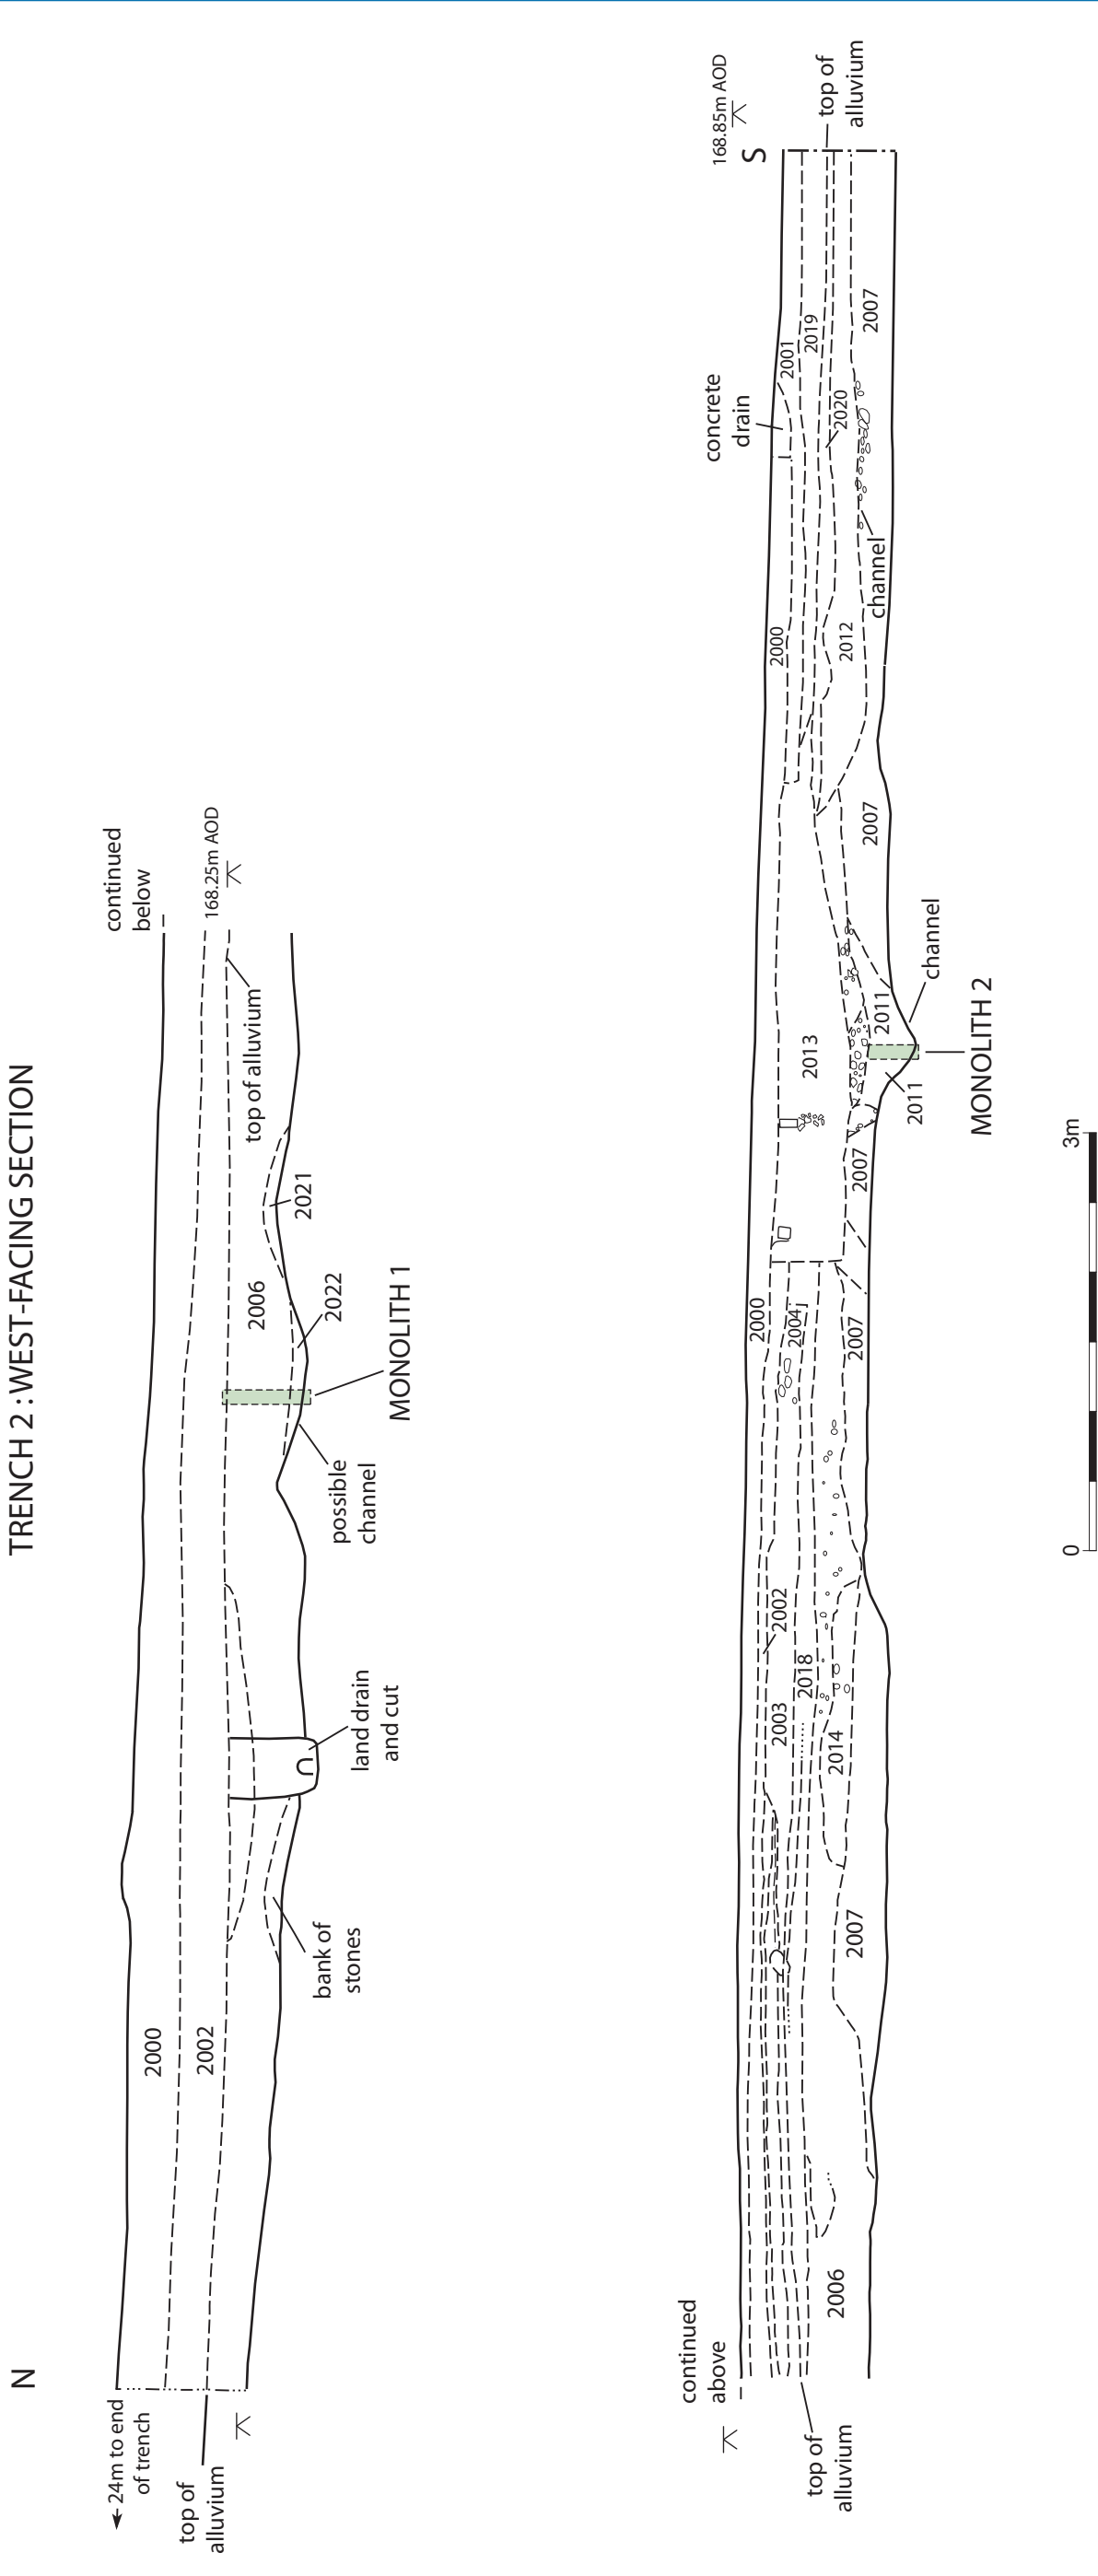 TRENCH 2 : WEST-FACING SECTION
N
24m to end
of trench
top of
alluvium
2000
2002
bank of
stones
land drain
and cut
possible
channel
MONOLITH 1
2022
2006
2021
top of alluvium
168.25m AOD
continued
below
continued
above
top of
alluvium
2006
2007
2014
2003
2018
2002
2004
2000
2007
2007
2013
2011
2011
MONOLITH 2
channel
2007
2000
2012
channel
concrete
drain
2020
2001
2019
2007
S
168.85m AOD
top of
alluvium
0
3m